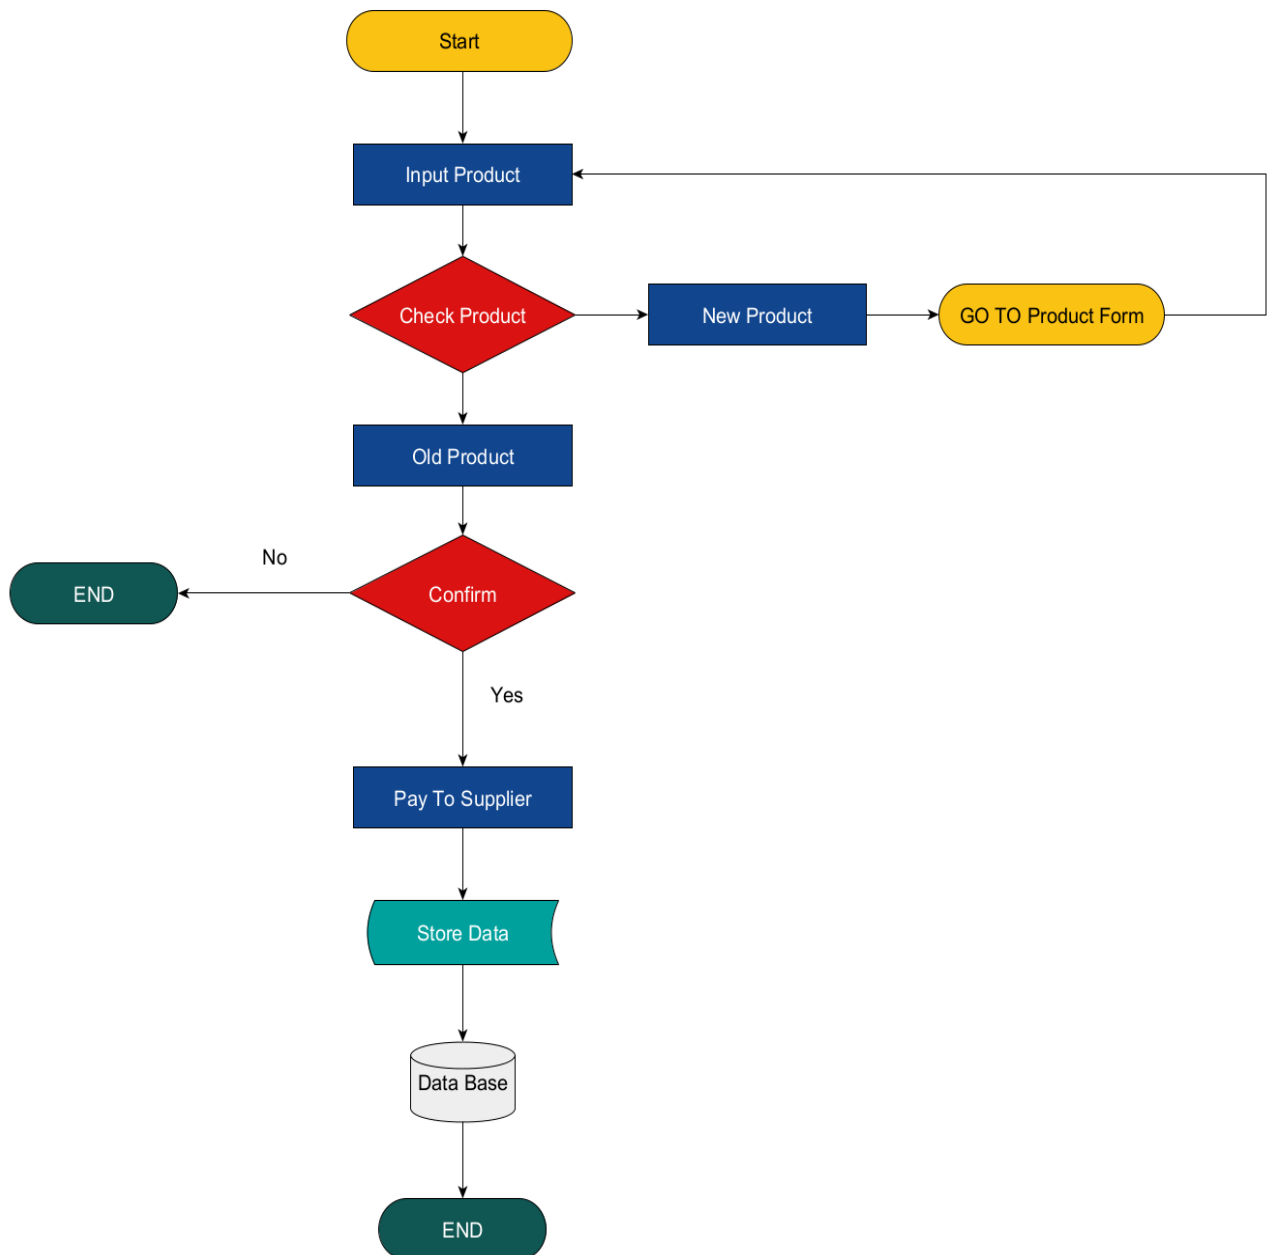 Start
Input Product
Check Product
New Product
GO TO Product Form
Old Product
No
END
Confirm
Yes
Pay To Supplier
Store Data
Data Base
END